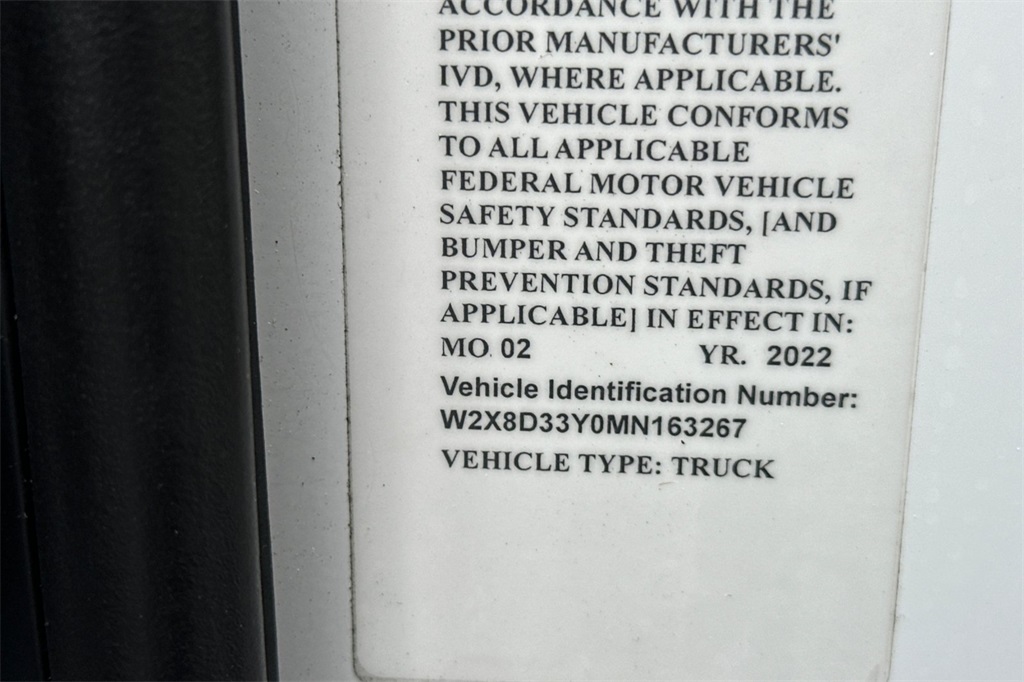 ACCORDANCE WITH THE
PRIOR MANUFACTURERS'
IVD, WHERE APPLICABLE.
THIS VEHICLE CONFORMS
TO ALL APPLICABLE
FEDERAL MOTOR VEHICLE
SAFETY STANDARDS, [AND
BUMPER AND THEFT
PREVENTION STANDARDS, IF
APPLICABLE] IN EFFECT IN:
MO. 02 YR. 2022
Vehicle Identification Number:
W2X8D33Y0MN163267
VEHICLE TYPE: TRUCK